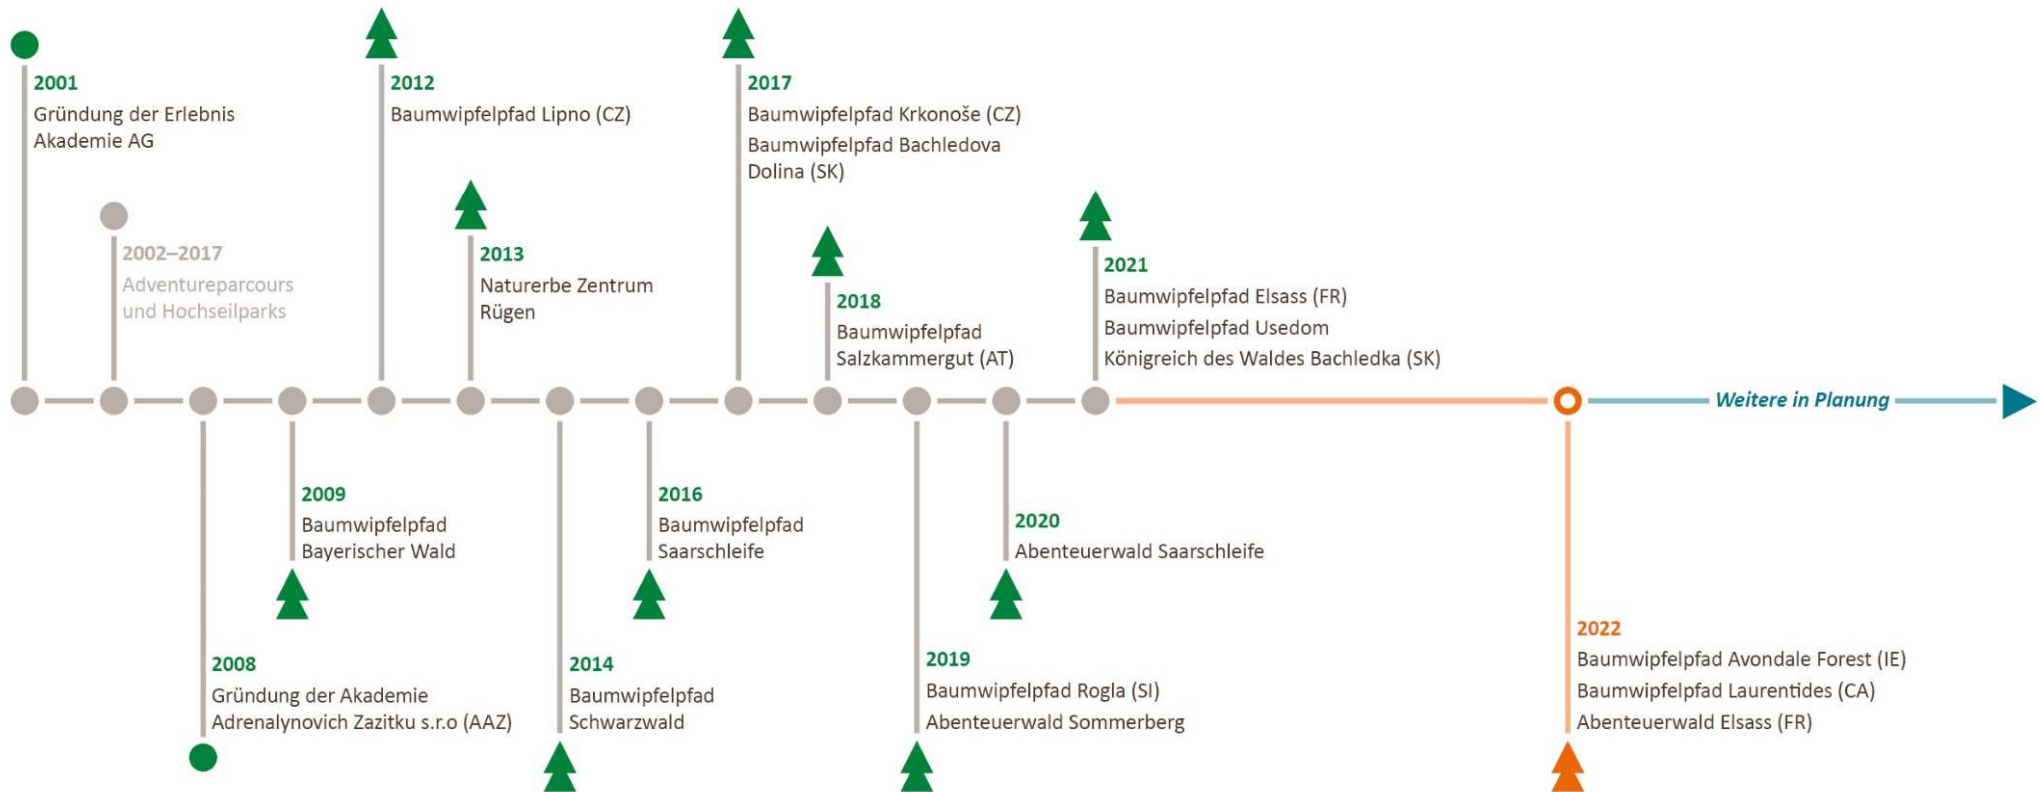 2001
Gründung der Erlebnis
Akademie AG
2002–2017
Adventureparcours
und Hochseilparks
2008
Gründung der Akademie
Adrenalynovich Zazitku s.r.o (AAZ)
2009
Baumwipfelpfad
Bayerischer Wald
2012
Baumwipfelpfad Lipno (CZ)
2013
Naturerbe Zentrum
Rügen
2014
Baumwipfelpfad
Schwarzwald
2016
Baumwipfelpfad
Saarschleife
2017
Baumwipfelpfad Krkonoše (CZ)
Baumwipfelpfad Bachledova
Dolina (SK)
2018
Baumwipfelpfad
Salzkammergut (AT)
2019
Baumwipfelpfad Rogla (SI)
Abenteuerwald Sommerberg
2020
Abenteuerwald Saarschleife
2021
Baumwipfelpfad Elsass (FR)
Baumwipfelpfad Usedom
Königreich des Waldes Bachledka (SK)
2022
Baumwipfelpfad Avondale Forest (IE)
Baumwipfelpfad Laurentides (CA)
Abenteuerwald Elsass (FR)
Weitere in Planung